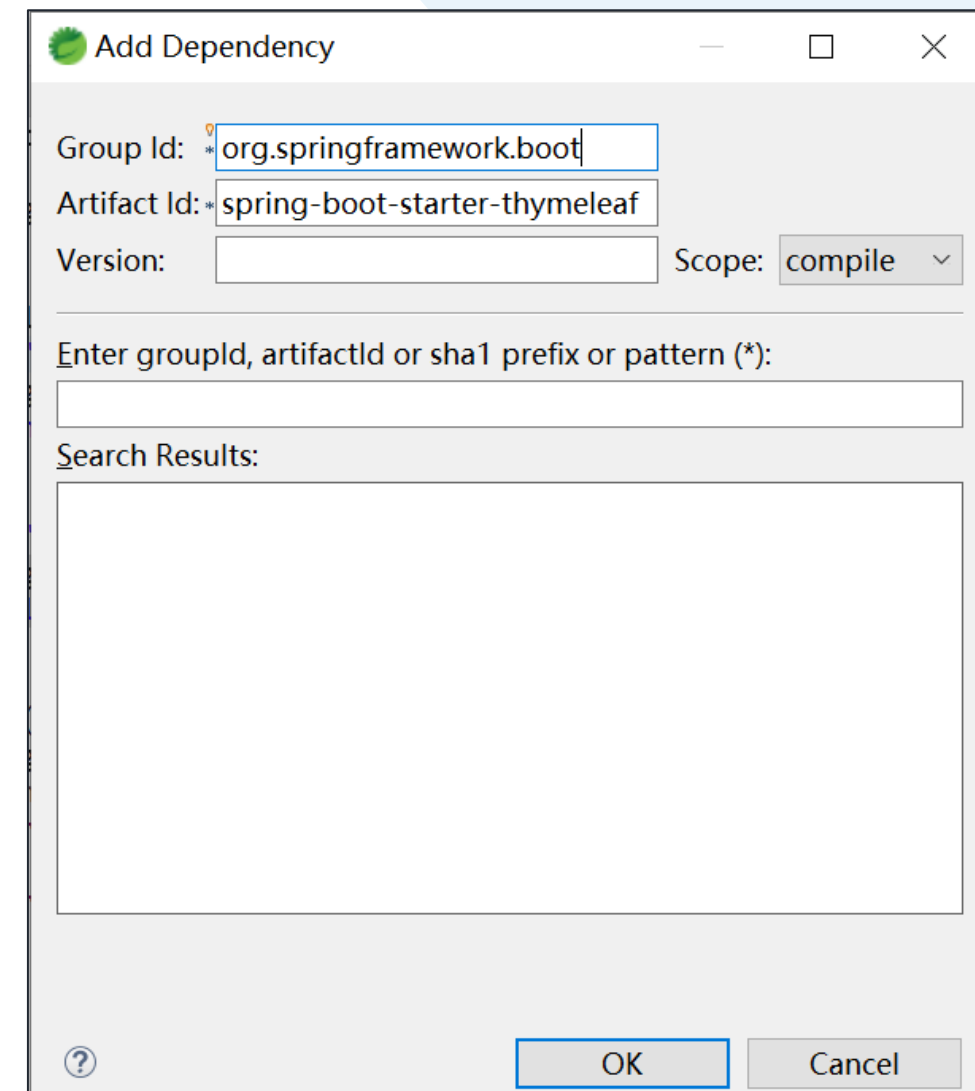 Add Dependency
Group Id: * org.springframework.boot
Artifact Id: * spring-boot-starter-thymeleaf
Version: Scope: compile
Enter groupId, artifactId or sha1 prefix or pattern (*):
Search Results:
? OK Cancel